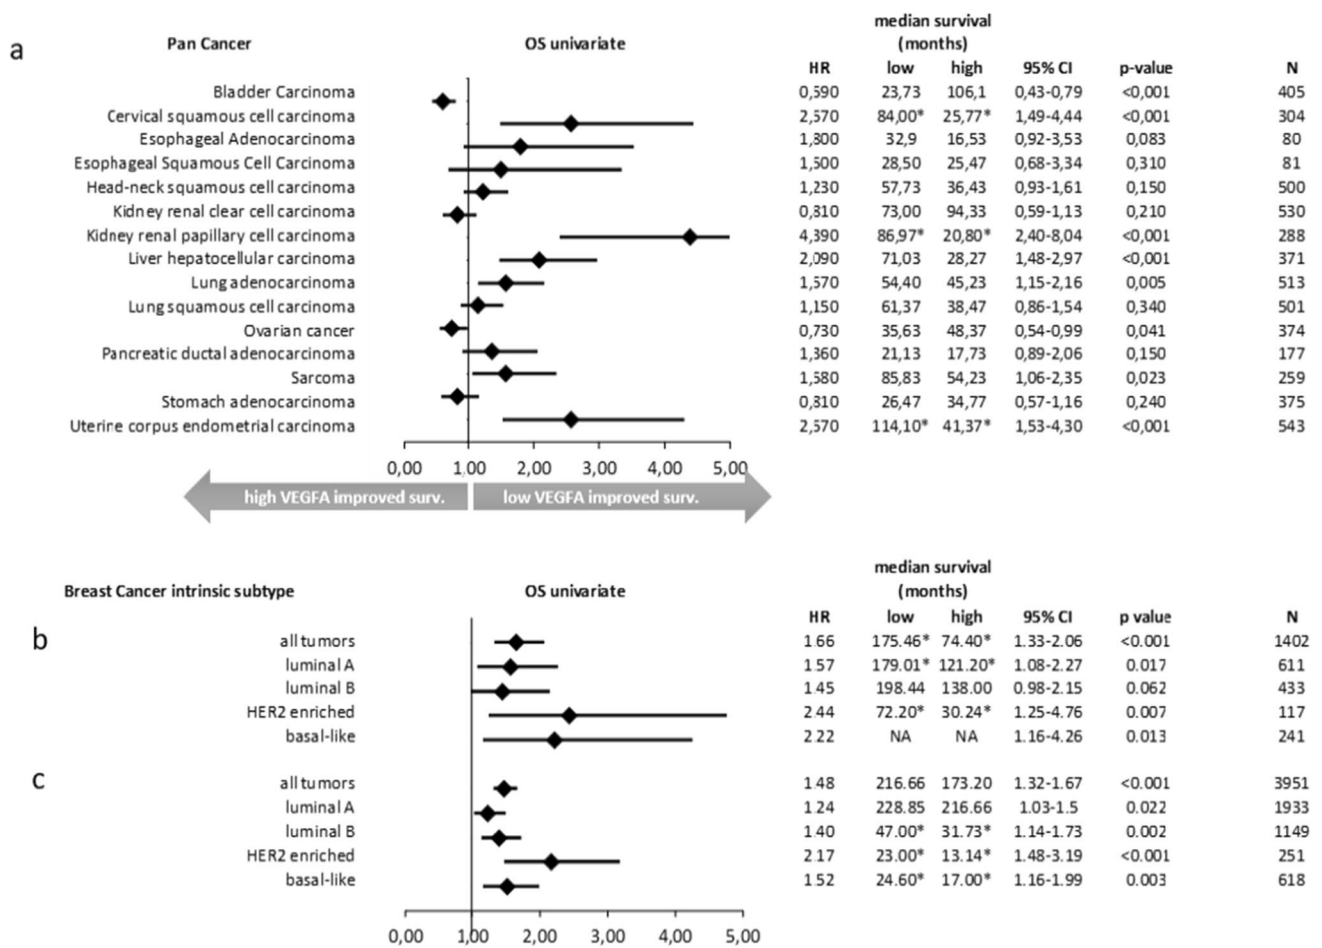 a
Pan Cancer OS univariate median survival
(months)
HR low high 95% CI p-value N
Bladder Carcinoma 0,590 23,73 106,1 0,43-0,79 <0,001 405
Cervical squamous cell carcinoma 2,570 84,00* 25,77* 1,49-4,44 <0,001 304
Esophageal Adenocarcinoma 1,800 32,9 16,53 0,92-3,53 0,083 80
Esophageal Squamous Cell Carcinoma 1,500 28,50 25,47 0,68-3,34 0,310 81
Head-neck squamous cell carcinoma 1,230 57,73 36,43 0,93-1,61 0,150 500
Kidney renal clear cell carcinoma 0,810 73,00 94,33 0,59-1,13 0,210 530
Kidney renal papillary cell carcinoma 4,390 86,97* 20,80* 2,40-8,04 <0,001 288
Liver hepatocellular carcinoma 2,090 71,03 28,27 1,48-2,97 <0,001 371
Lung adenocarcinoma 1,570 54,40 45,23 1,15-2,16 0,005 513
Lung squamous cell carcinoma 1,150 61,37 38,47 0,86-1,54 0,340 501
Ovarian cancer 0,730 35,63 48,37 0,54-0,99 0,041 374
Pancreatic ductal adenocarcinoma 1,360 21,13 17,73 0,89-2,06 0,150 177
Sarcoma 1,580 85,83 54,23 1,06-2,35 0,023 259
Stomach adenocarcinoma 0,810 26,47 34,77 0,57-1,16 0,240 375
Uterine corpus endometrial carcinoma 2,570 114,10* 41,37* 1,53-4,30 <0,001 543
0,00 1,00 2,00 3,00 4,00 5,00
high VEGFA improved surv. low VEGFA improved surv.
Breast Cancer intrinsic subtype OS univariate median survival
(months)
HR low high 95% CI p value N
b
all tumors 1.66 175.46* 74.40* 1.33-2.06 <0.001 1402
luminal A 1.57 179.01* 121.20* 1.08-2.27 0.017 611
luminal B 1.45 198.44 138.00 0.98-2.15 0.062 433
HER2 enriched 2.44 72.20* 30.24* 1.25-4.76 0.007 117
basal-like 2.22 NA NA 1.16-4.26 0.013 241
c
all tumors 1.48 216.66 173.20 1.32-1.67 <0.001 3951
luminal A 1.24 228.85 216.66 1.03-1.5 0.022 1933
luminal B 1.40 47.00* 31.73* 1.14-1.73 0.002 1149
HER2 enriched 2.17 23.00* 13.14* 1.48-3.19 <0.001 251
basal-like 1.52 24.60* 17.00* 1.16-1.99 0.003 618
0,00 1,00 2,00 3,00 4,00 5,00